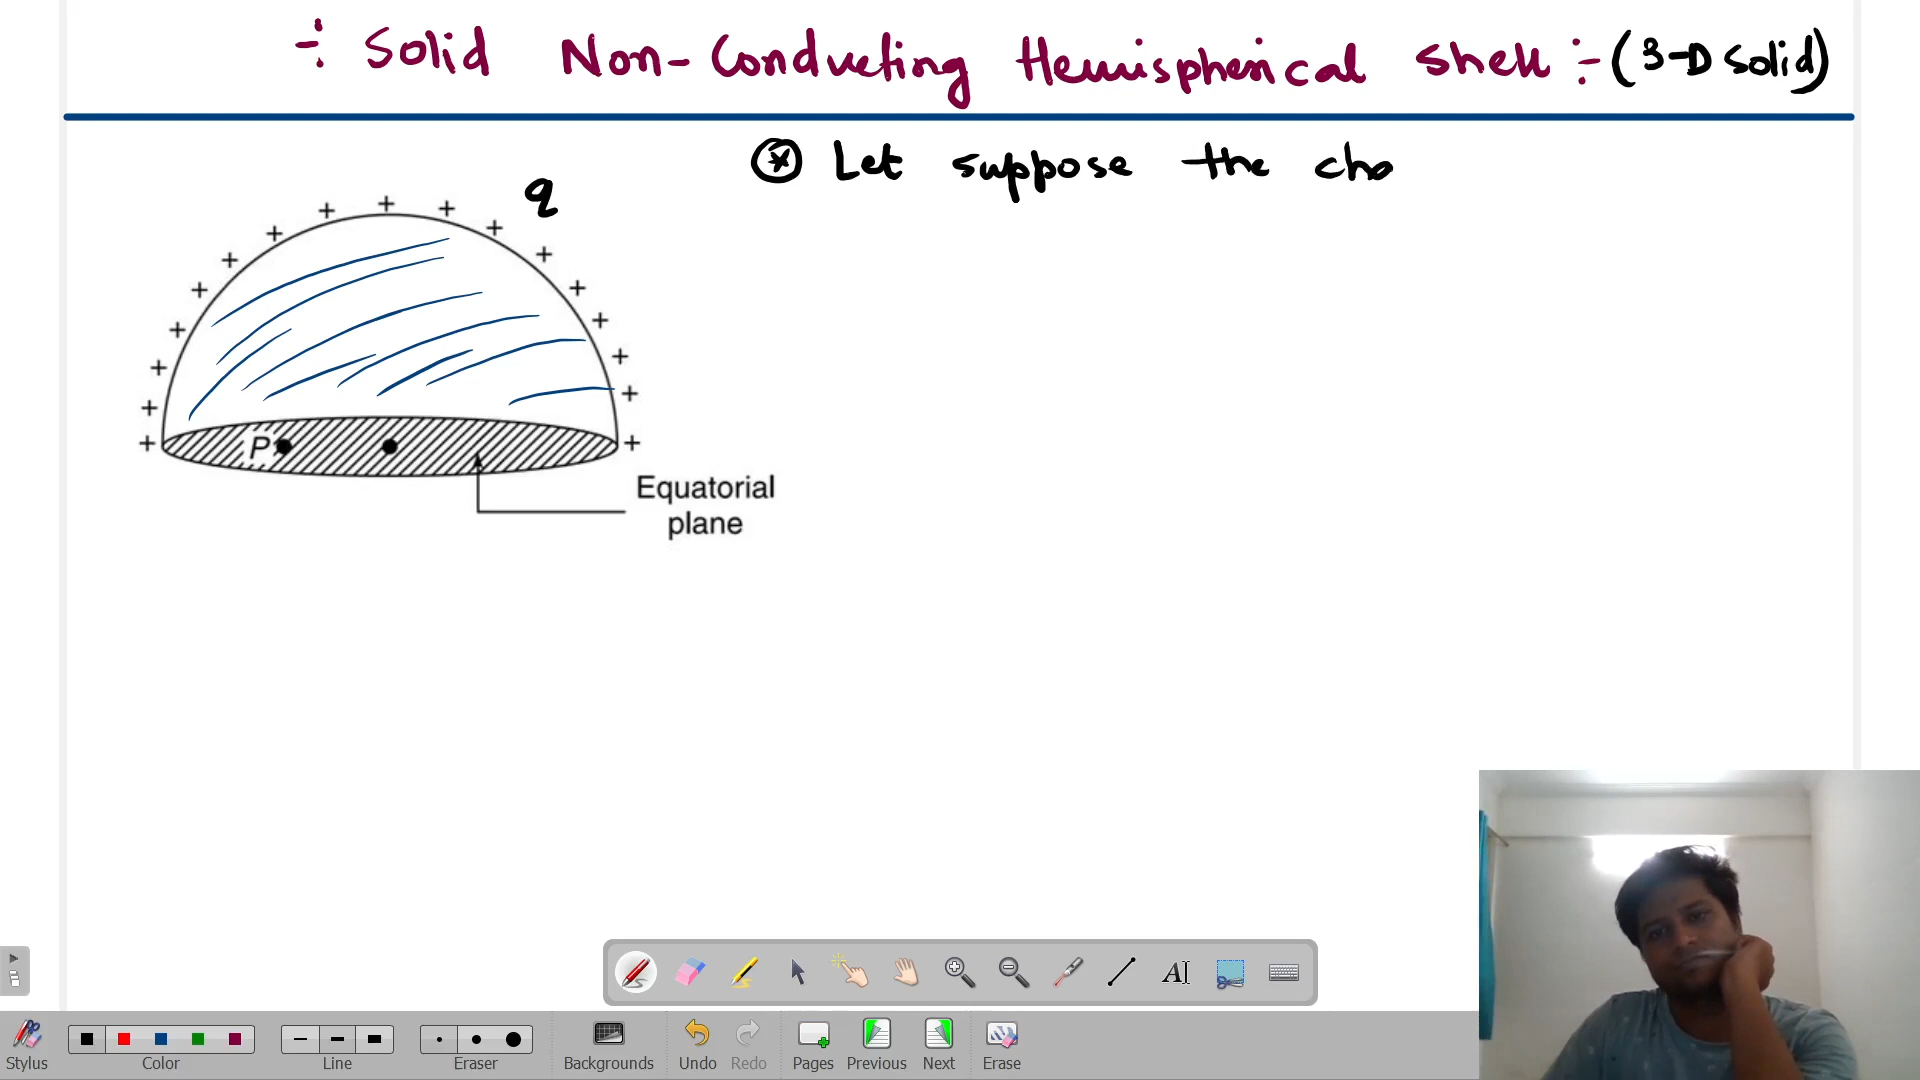 ÷ Solid Non-Conducting Hemispherical Shell ÷ (3-D Solid)
⊛ Let suppose the cha
q
P
Equatorial
plane
Stylus Color Line Eraser Backgrounds Undo Redo Pages Previous Next Erase